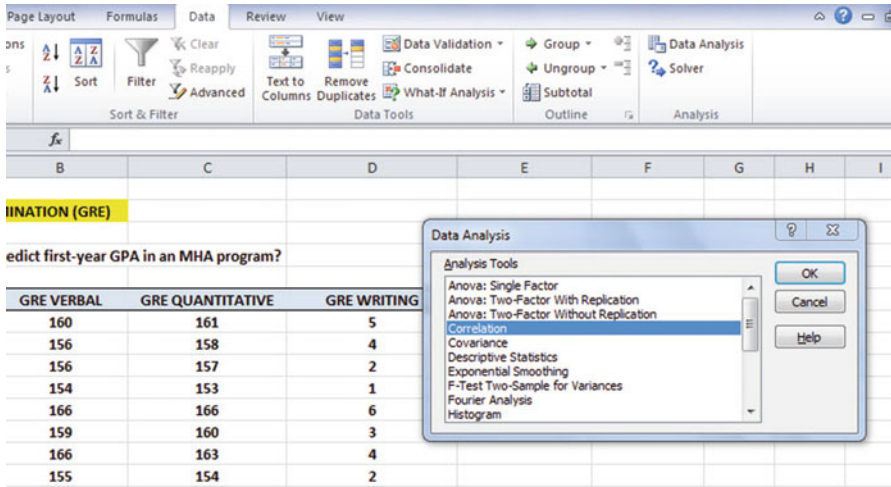 Page Layout Formulas Data Review View
ons Clear Data Validation Group Data Analysis
Reapply Consolidate Ungroup Solver
Sort Filter Advanced Text to Columns Remove Duplicates What-If Analysis Subtotal
Sort & Filter Data Tools Outline Analysis
fx
B C D E F G H I
MINATION (GRE)
edict first-year GPA in an MHA program?
GRE VERBAL GRE QUANTITATIVE GRE WRITING
160 161 5
156 158 4
156 157 2
154 153 1
166 166 6
159 160 3
166 163 4
155 154 2
Data Analysis
Analysis Tools
Anova: Single Factor
Anova: Two-Factor With Replication
Anova: Two-Factor Without Replication
Correlation
Covariance
Descriptive Statistics
Exponential Smoothing
F-Test Two-Sample for Variances
Fourier Analysis
Histogram
OK
Cancel
Help